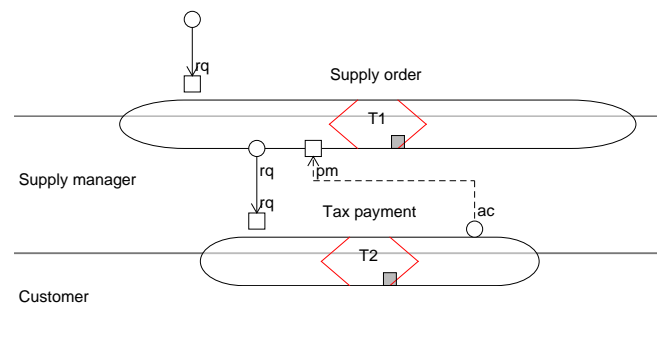 rq
Supply order
T1
rq
pm
Supply manager
rq
Tax payment
ac
T2
Customer